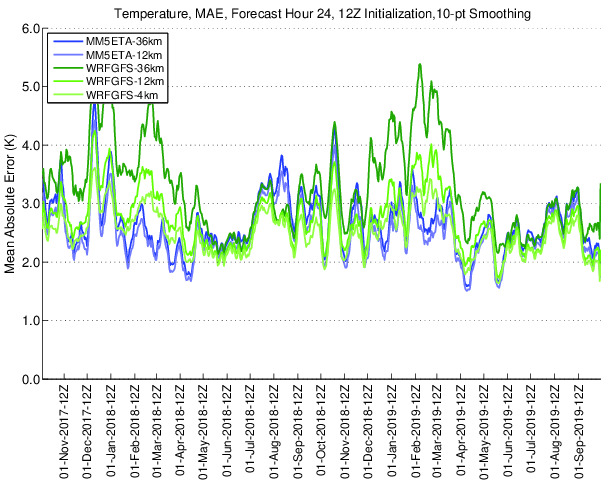 Temperature, MAE, Forecast Hour 24, 12Z Initialization,10-pt Smoothing
6.0
5.0
4.0
3.0
2.0
1.0
0.0
Mean Absolute Error (K)
MM5ETA-36km
MM5ETA-12km
WRFGFS-36km
WRFGFS-12km
WRFGFS-4km
01-Nov-2017-12Z
01-Dec-2017-12Z
01-Jan-2018-12Z
01-Feb-2018-12Z
01-Mar-2018-12Z
01-Apr-2018-12Z
01-May-2018-12Z
01-Jun-2018-12Z
01-Jul-2018-12Z
01-Aug-2018-12Z
01-Sep-2018-12Z
01-Oct-2018-12Z
01-Nov-2018-12Z
01-Dec-2018-12Z
01-Jan-2019-12Z
01-Feb-2019-12Z
01-Mar-2019-12Z
01-Apr-2019-12Z
01-May-2019-12Z
01-Jun-2019-12Z
01-Jul-2019-12Z
01-Aug-2019-12Z
01-Sep-2019-12Z